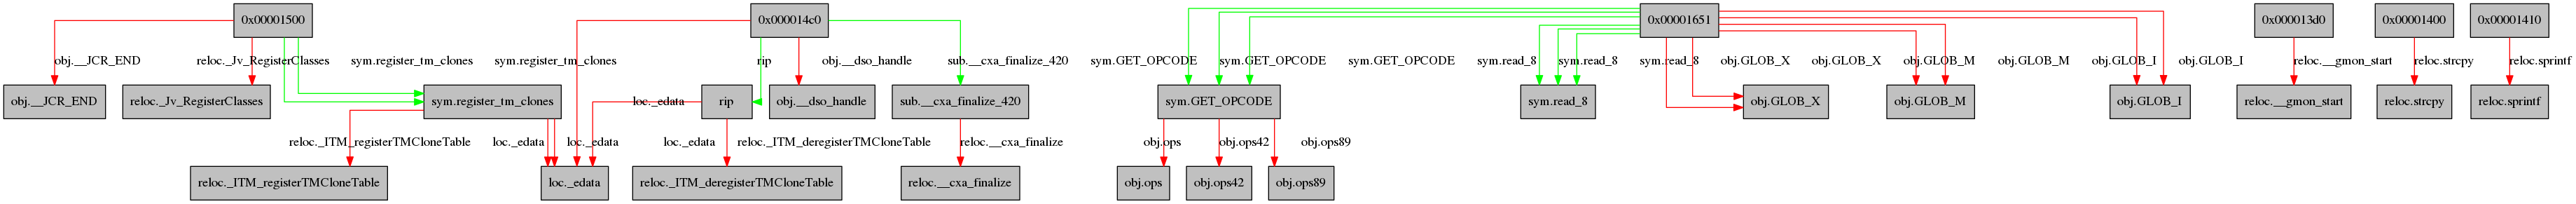 0x00001500
0x000014c0
0x00001651
0x000013d0
0x00001400
0x00001410
obj.__JCR_END
reloc._Jv_RegisterClasses
sym.register_tm_clones
sym.register_tm_clones
rip
obj.__dso_handle
sub.__cxa_finalize_420
sym.GET_OPCODE
sym.GET_OPCODE
sym.GET_OPCODE
sym.read_8
sym.read_8
sym.read_8
obj.GLOB_X
obj.GLOB_X
obj.GLOB_M
obj.GLOB_M
obj.GLOB_I
obj.GLOB_I
reloc.__gmon_start
reloc.strcpy
reloc.sprintf
obj.__JCR_END
reloc._Jv_RegisterClasses
sym.register_tm_clones
loc._edata
rip
obj.__dso_handle
sub.__cxa_finalize_420
sym.GET_OPCODE
sym.read_8
obj.GLOB_X
obj.GLOB_M
obj.GLOB_I
reloc.__gmon_start
reloc.strcpy
reloc.sprintf
reloc._ITM_registerTMCloneTable
loc._edata
loc._edata
loc._edata
reloc._ITM_deregisterTMCloneTable
reloc.__cxa_finalize
obj.ops
obj.ops42
obj.ops89
reloc._ITM_registerTMCloneTable
loc._edata
reloc._ITM_deregisterTMCloneTable
reloc.__cxa_finalize
obj.ops
obj.ops42
obj.ops89